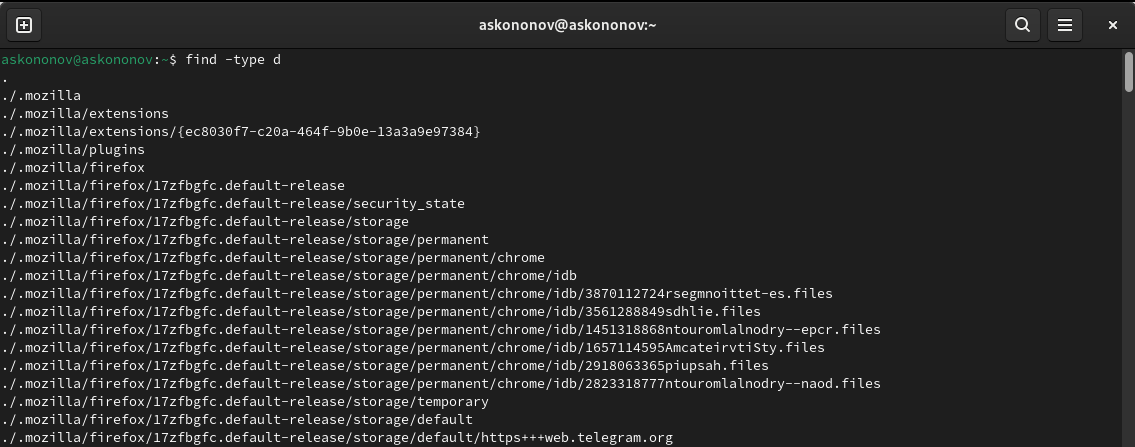 askononov@askononov:~
askononov@askononov:~$ find -type d
.
./.mozilla
./.mozilla/extensions
./.mozilla/extensions/{ec8030f7-c20a-464f-9b0e-13a3a9e97384}
./.mozilla/plugins
./.mozilla/firefox
./.mozilla/firefox/17zfbgfc.default-release
./.mozilla/firefox/17zfbgfc.default-release/security_state
./.mozilla/firefox/17zfbgfc.default-release/storage
./.mozilla/firefox/17zfbgfc.default-release/storage/permanent
./.mozilla/firefox/17zfbgfc.default-release/storage/permanent/chrome
./.mozilla/firefox/17zfbgfc.default-release/storage/permanent/chrome/idb
./.mozilla/firefox/17zfbgfc.default-release/storage/permanent/chrome/idb/3870112724rsegmnoittet-es.files
./.mozilla/firefox/17zfbgfc.default-release/storage/permanent/chrome/idb/3561288849sdhlie.files
./.mozilla/firefox/17zfbgfc.default-release/storage/permanent/chrome/idb/1451318868ntouromlalnodry--epcr.files
./.mozilla/firefox/17zfbgfc.default-release/storage/permanent/chrome/idb/1657114595AmcateirvtiSty.files
./.mozilla/firefox/17zfbgfc.default-release/storage/permanent/chrome/idb/2918063365piupsah.files
./.mozilla/firefox/17zfbgfc.default-release/storage/permanent/chrome/idb/2823318777ntouromlalnodry--naod.files
./.mozilla/firefox/17zfbgfc.default-release/storage/temporary
./.mozilla/firefox/17zfbgfc.default-release/storage/default
./.mozilla/firefox/17zfbgfc.default-release/storage/default/https+++web.telegram.org